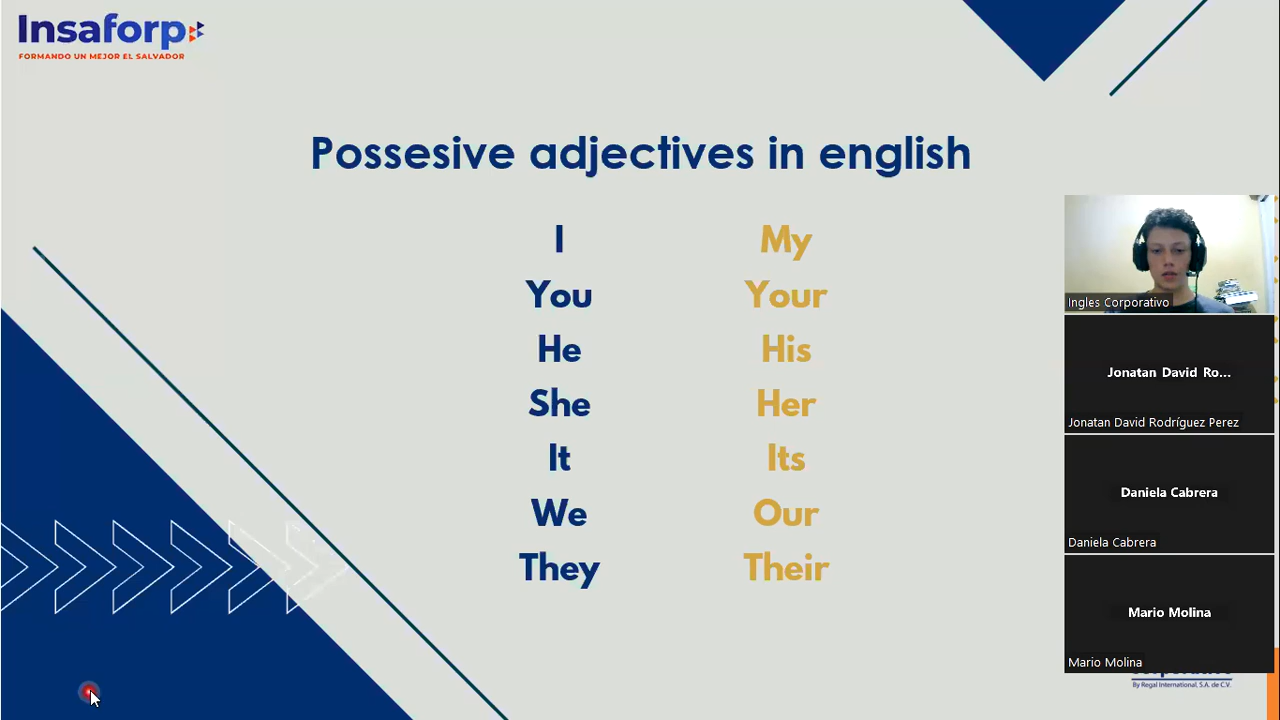 Insaforp
FORMANDO UN MEJOR EL SALVADOR
Possesive adjectives in english
I My
You Your
He His
She Her
It Its
We Our
They Their
Ingles Corporativo
Jonatan David Ro...
Jonatan David Rodríguez Perez
Daniela Cabrera
Daniela Cabrera
Mario Molina
Mario Molina
By Regal International, S.A. de C.V.